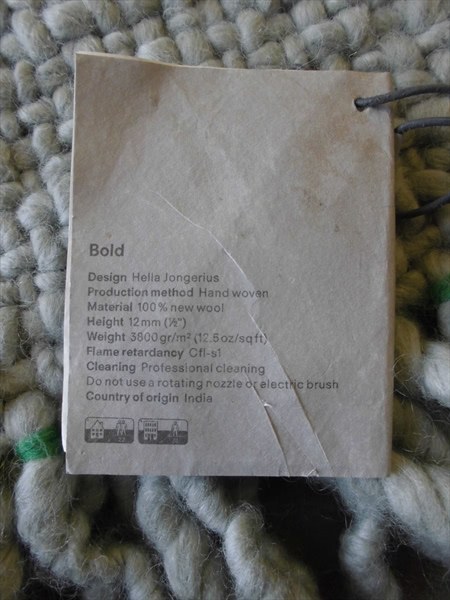 Bold
Design Hella Jongerius
Production method Hand woven
Material 100% new wool
Height 12mm (½")
Weight 3800gr/m² (12.5oz/sqft)
Flame retardancy Cfl-s1
Cleaning Professional cleaning
Do not use a rotating nozzle or electric brush
Country of origin India